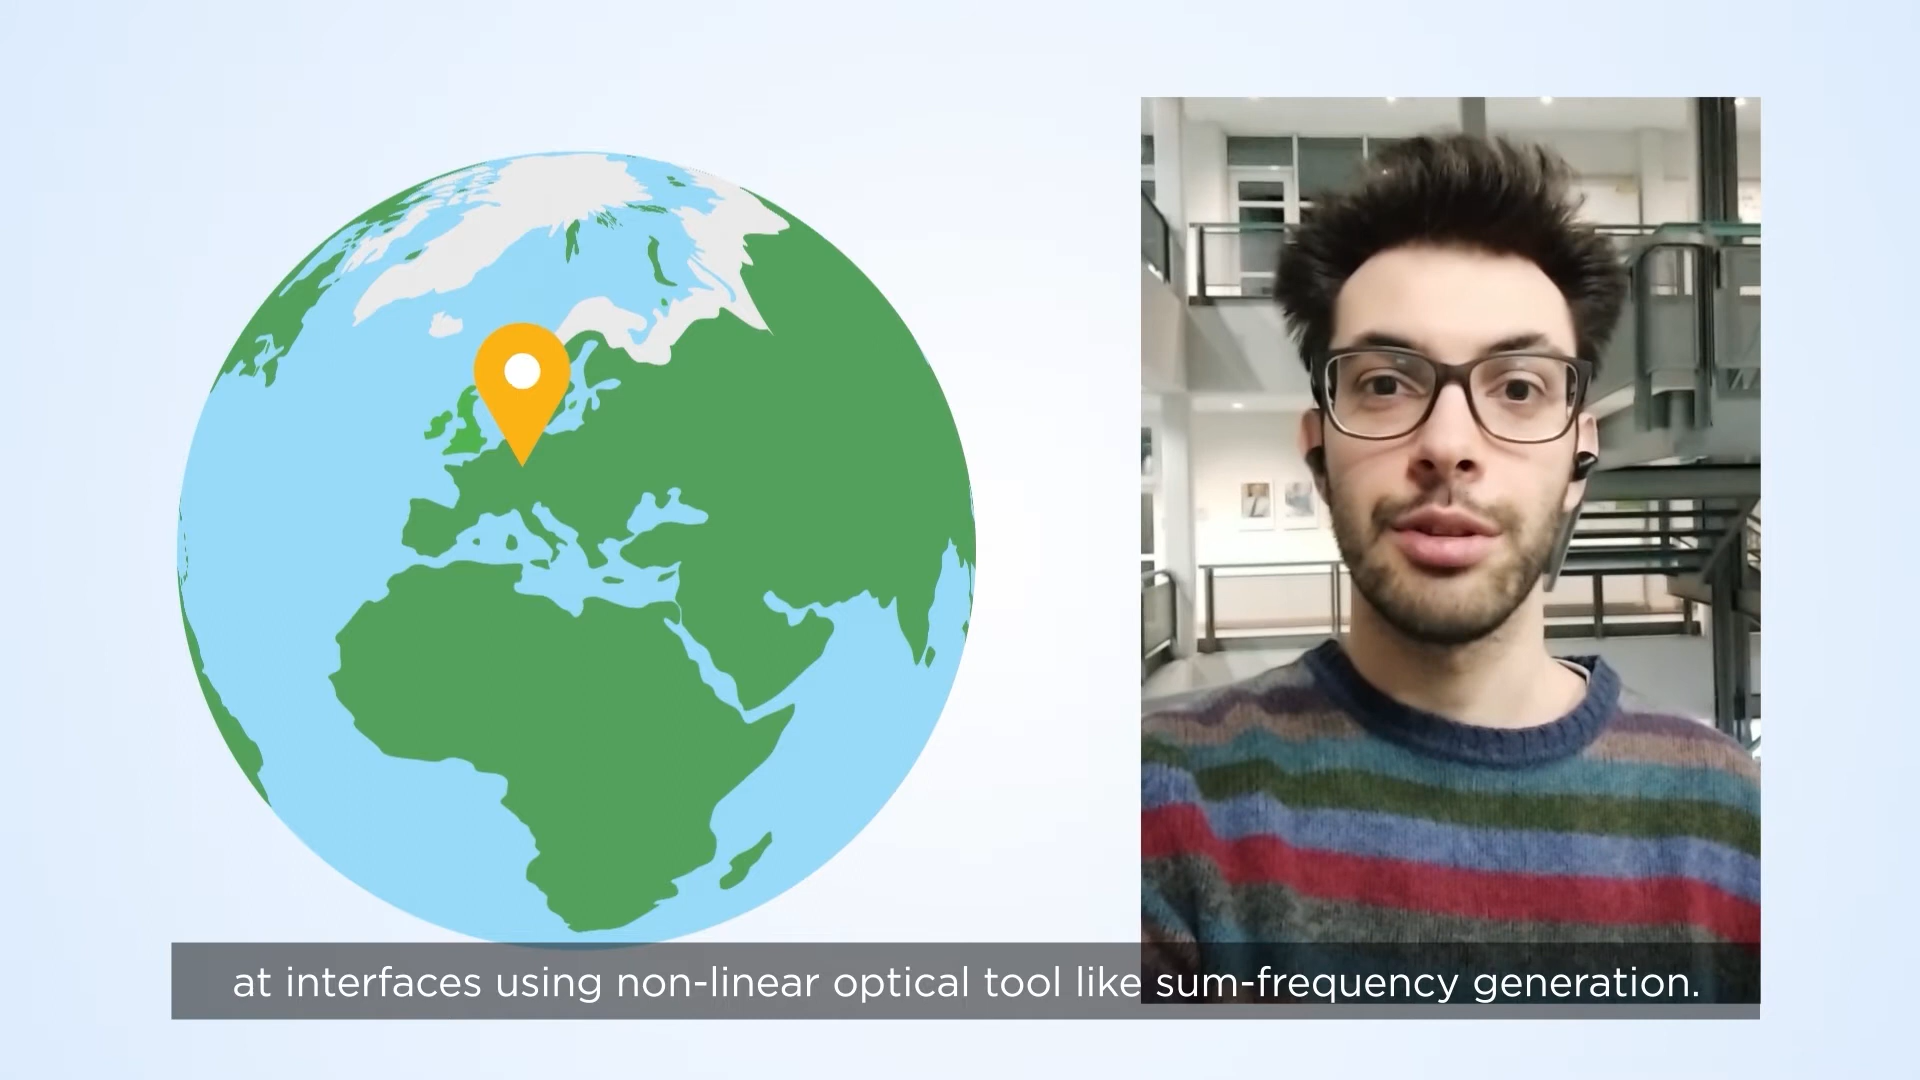 at interfaces using non-linear optical tool like sum-frequency generation.